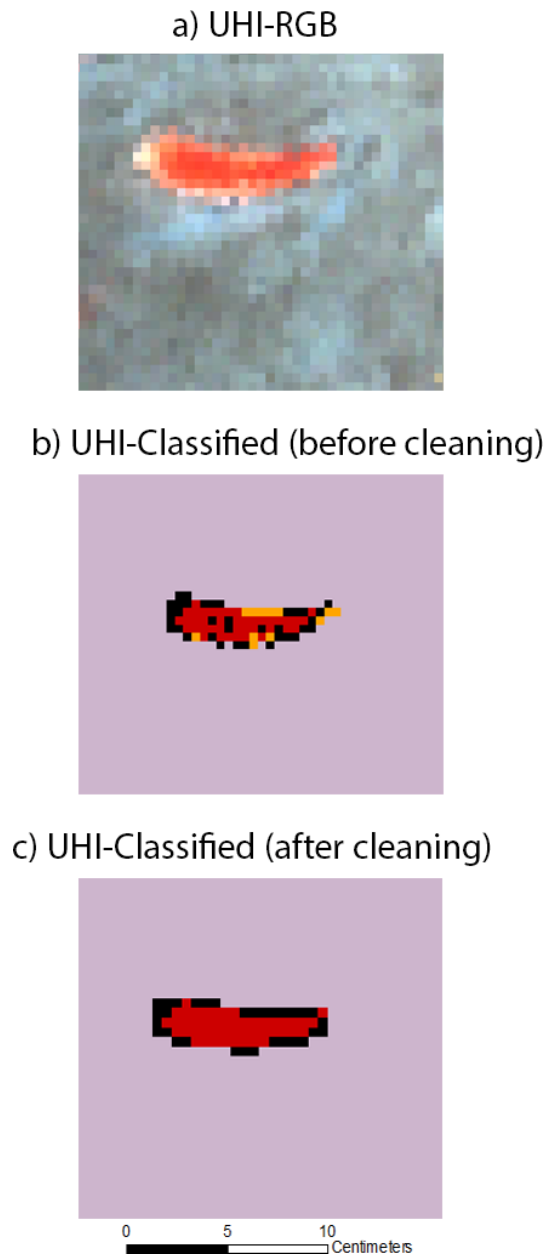 a) UHI-RGB
b) UHI-Classified (before cleaning)
c) UHI-Classified (after cleaning)
0 5 10
Centimeters